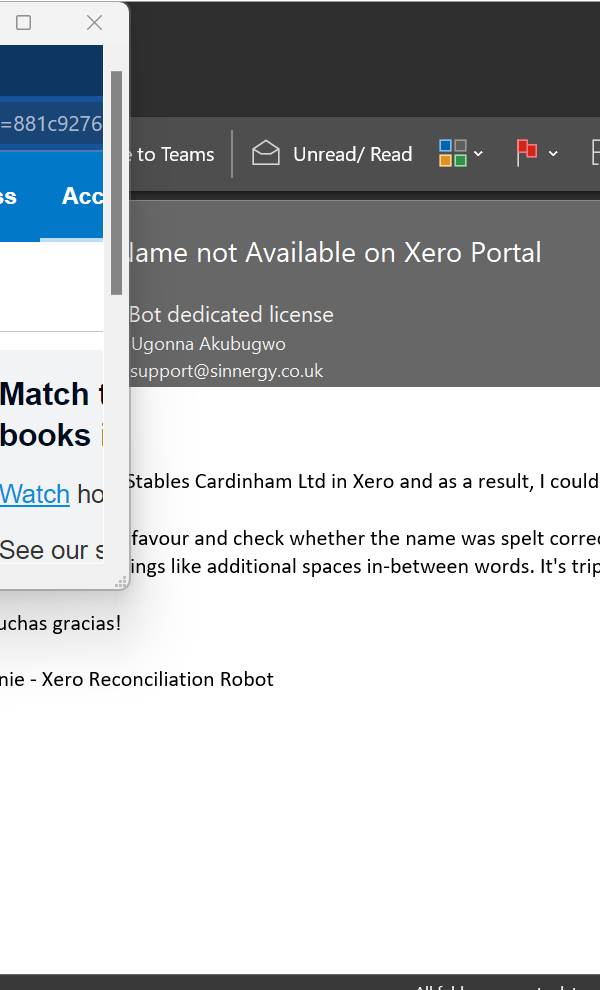 =881c9276
e to Teams
Unread/ Read
ss
Acc
Name not Available on Xero Portal
Bot dedicated license
Ugonna Akubugwo
support@sinnergy.co.uk
Match t
books i
Watch ho
See our s
Stables Cardinham Ltd in Xero and as a result, I could
favour and check whether the name was spelt correc
ings like additional spaces in-between words. It's trip
uchas gracias!
nie - Xero Reconciliation Robot